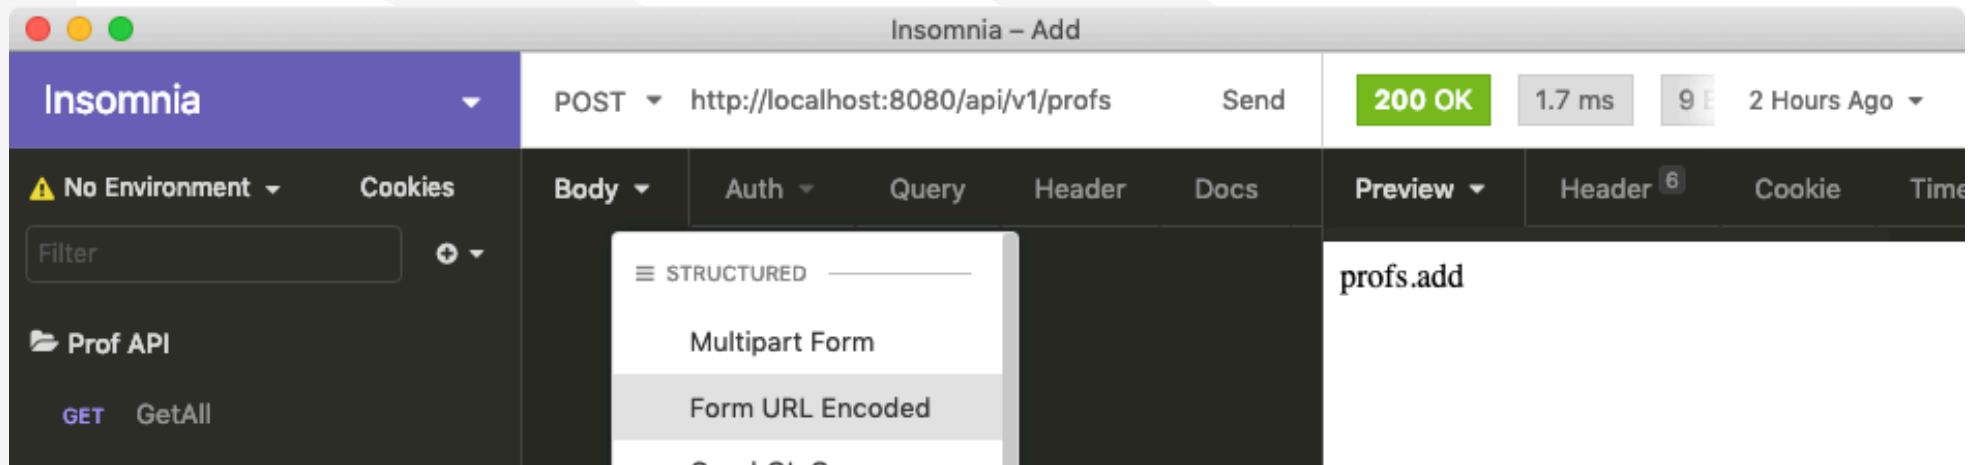 Insomnia – Add
Insomnia
POST http://localhost:8080/api/v1/profs Send
200 OK 1.7 ms 9 2 Hours Ago
No Environment Cookies
Body Auth Query Header Docs
Preview Header 6 Cookie
Filter
STRUCTURED
profs.add
Multipart Form
Prof API
Form URL Encoded
GET GetAll